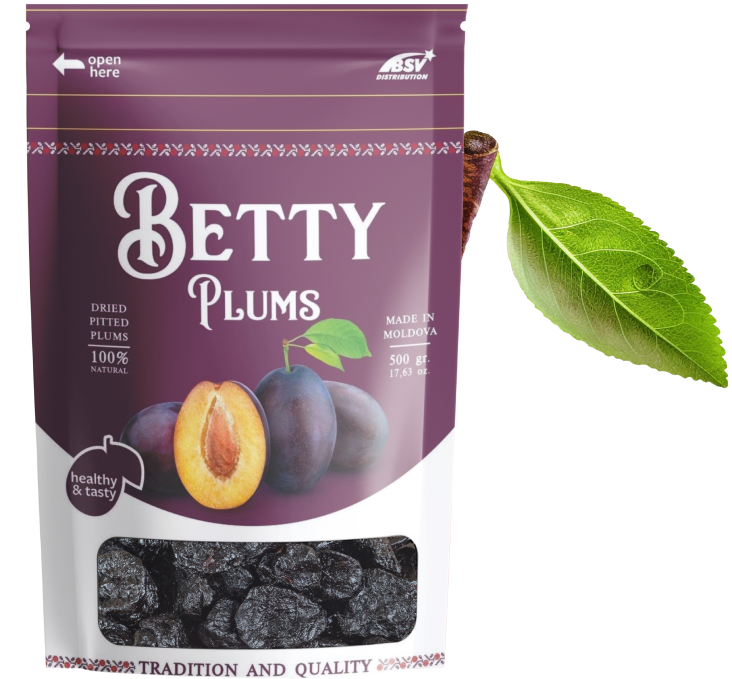 open
here
BSV
DISTRIBUTION
BETTY
PLUMS
DRIED
PITTED
PLUMS
100%
NATURAL
MADE IN
MOLDOVA
500 gr.
17,63 oz.
healthy
& tasty
TRADITION AND QUALITY